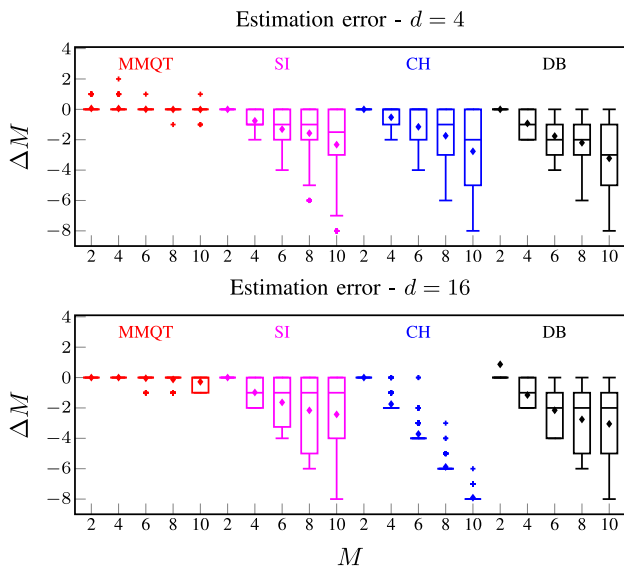 Estimation error - d = 4
4
MMQT SI CH DB
2
0
ΔM
−2
−4
−6
−8
2 4 6 8 10 2 4 6 8 10 2 4 6 8 10 2 4 6 8 10
Estimation error - d = 16
4
MMQT SI CH DB
2
0
ΔM
−2
−4
−6
−8
2 4 6 8 10 2 4 6 8 10 2 4 6 8 10 2 4 6 8 10
M